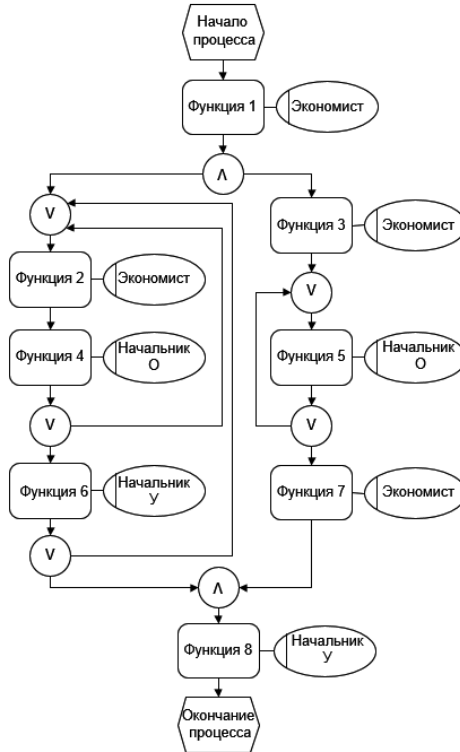 Начало
процесса
Функция 1
Экономист
Λ
V
Функция 3
Экономист
Функция 2
Экономист
V
Функция 4
Начальник
О
Функция 5
Начальник
О
V
V
Функция 6
Начальник
У
Функция 7
Экономист
V
Λ
Функция 8
Начальник
У
Окончание
процесса